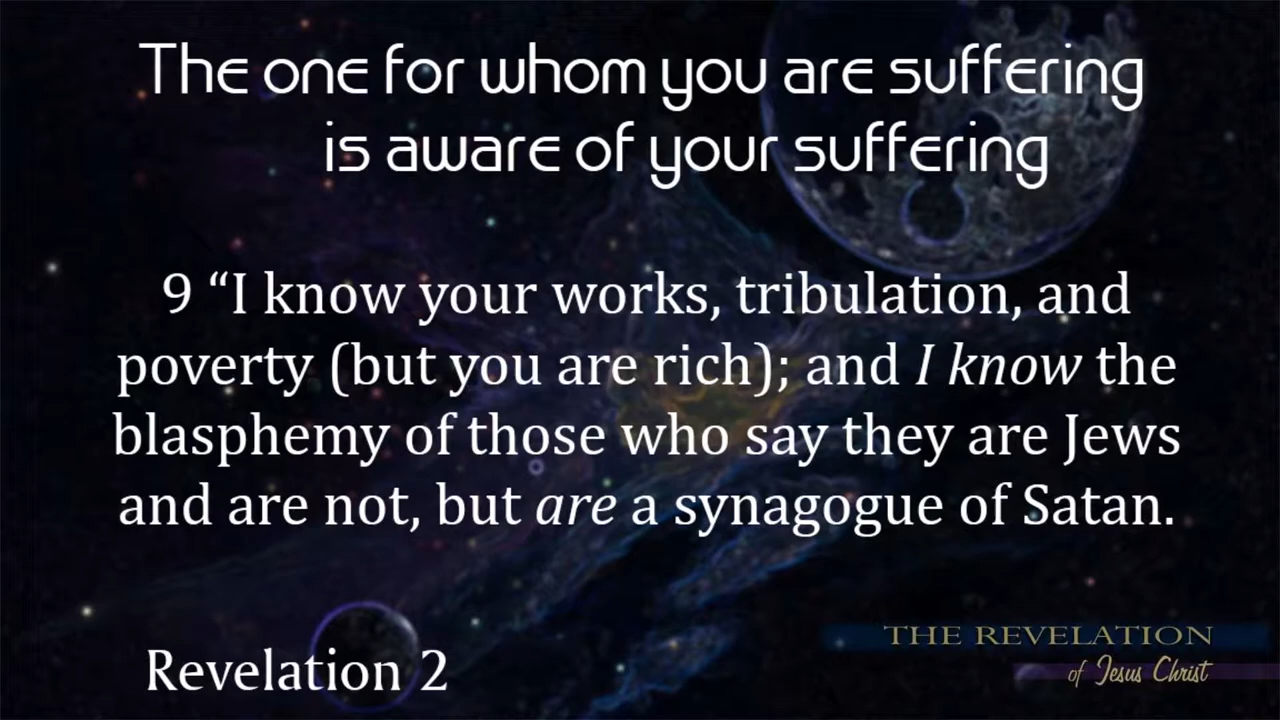 The one for whom you are suffering
is aware of your suffering
9 “I know your works, tribulation, and
poverty (but you are rich); and I know the
blasphemy of those who say they are Jews
and are not, but are a synagogue of Satan.
Revelation 2
THE REVELATION
of Jesus Christ